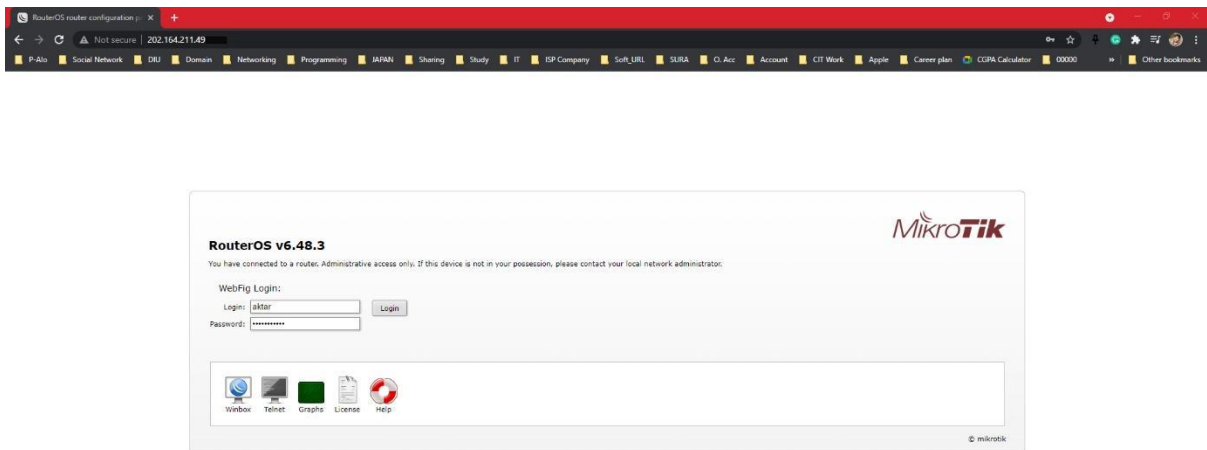 RouterOS router configuration p
Not secure | 202.164.211.49
P-Alo Social Network DIU Domain Networking Programming JAPAN Sharing Study IT ISP Company Soft_URL SURA O. Acc Account CIT Work Apple Career plan CGPA Calculator 00000 » Other bookmarks
MikroTik
RouterOS v6.48.3
You have connected to a router. Administrative access only. If this device is not in your possession, please contact your local network administrator.
WebFig Login:
Login: aktar Login
Password: •••••••••••
Winbox Telnet Graphs License Help
© mikrotik